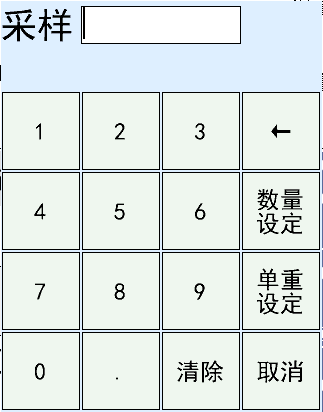 采样
1 2 3 ←
4 5 6 数量
设定
7 8 9 单重
设定
0 . 清除 取消